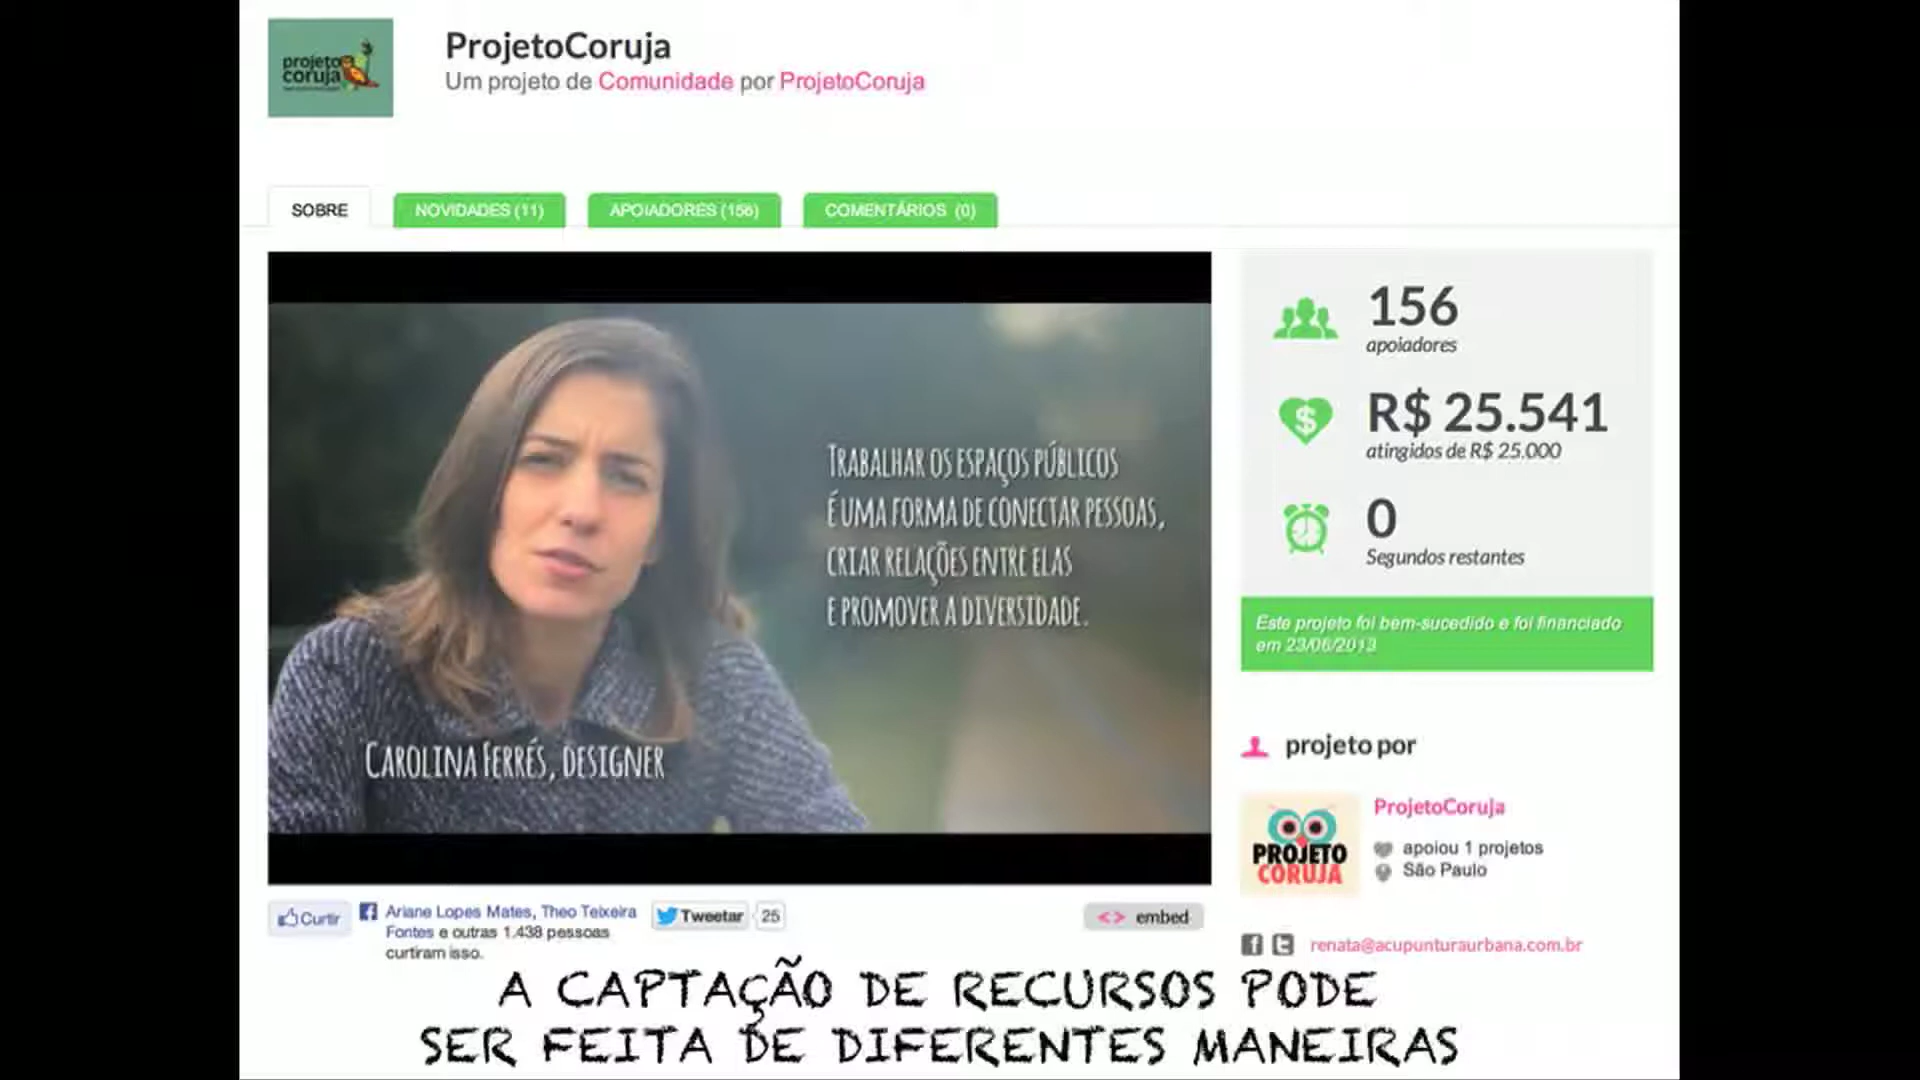 projeto
coruja
ProjetoCoruja
Um projeto de Comunidade por ProjetoCoruja
SOBRE
NOVIDADES (11)
APOIADORES (156)
COMENTÁRIOS (0)
TRABALHAR OS ESPAÇOS PÚBLICOS
É UMA FORMA DE CONECTAR PESSOAS,
CRIAR RELAÇÕES ENTRE ELAS
E PROMOVER A DIVERSIDADE.
CAROLINA FERRÉS, DESIGNER
156
apoiadores
R$ 25.541
atingidos de R$ 25.000
0
Segundos restantes
Este projeto foi bem-sucedido e foi financiado
em 23/06/2013
projeto por
PROJETO
CORUJA
ProjetoCoruja
apoiou 1 projetos
São Paulo
renata@acupunturaurbana.com.br
Curtir
Ariane Lopes Mates, Theo Teixeira
Fontes e outras 1.438 pessoas
curtiram isso.
Tweetar
25
<> embed
A CAPTAÇÃO DE RECURSOS PODE
SER FEITA DE DIFERENTES MANEIRAS